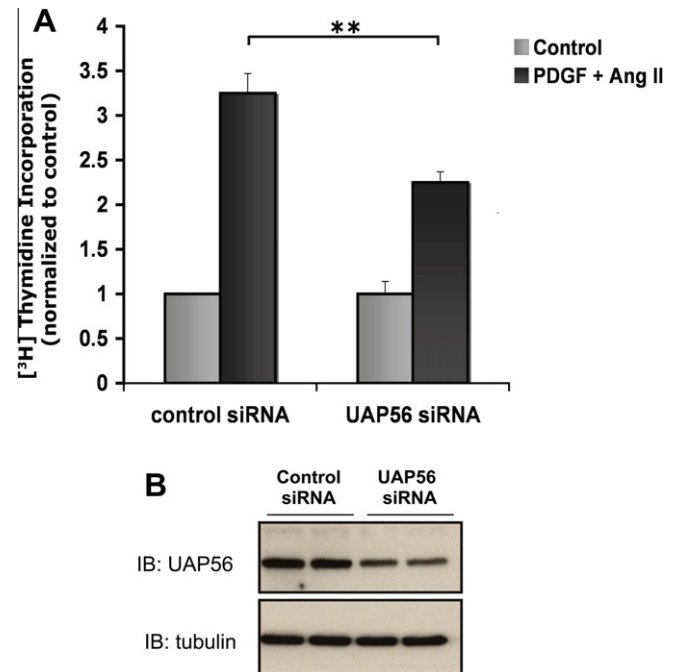 A
**
Control
PDGF + Ang II
[³H] Thymidine Incorporation
(normalized to control)
4
3.5
3
2.5
2
1.5
1
0.5
0
control siRNA
UAP56 siRNA
B
Control
siRNA
UAP56
siRNA
IB: UAP56
IB: tubulin